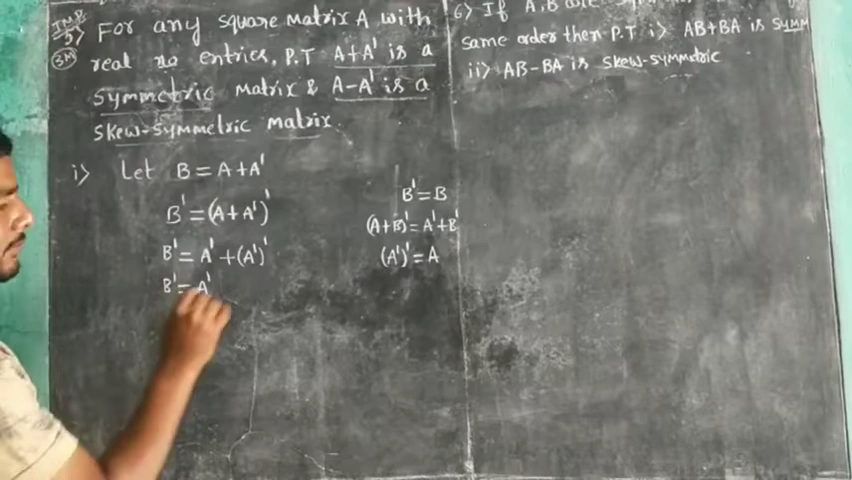 IMP
5) For any square Matrix A with
3M real no entries, P.T A+A' is a
Symmetric Matrix & A-A' is a
Skew-Symmetric Matrix.
i) Let B = A+A'
B' = (A+A')'
B' = A' + (A')'
B' = A'
B' = B
(A+B)' = A'+B'
(A')' = A
6) If A, B are
same order then P.T i) AB+BA is Symm
ii) AB-BA is Skew-Symmetric